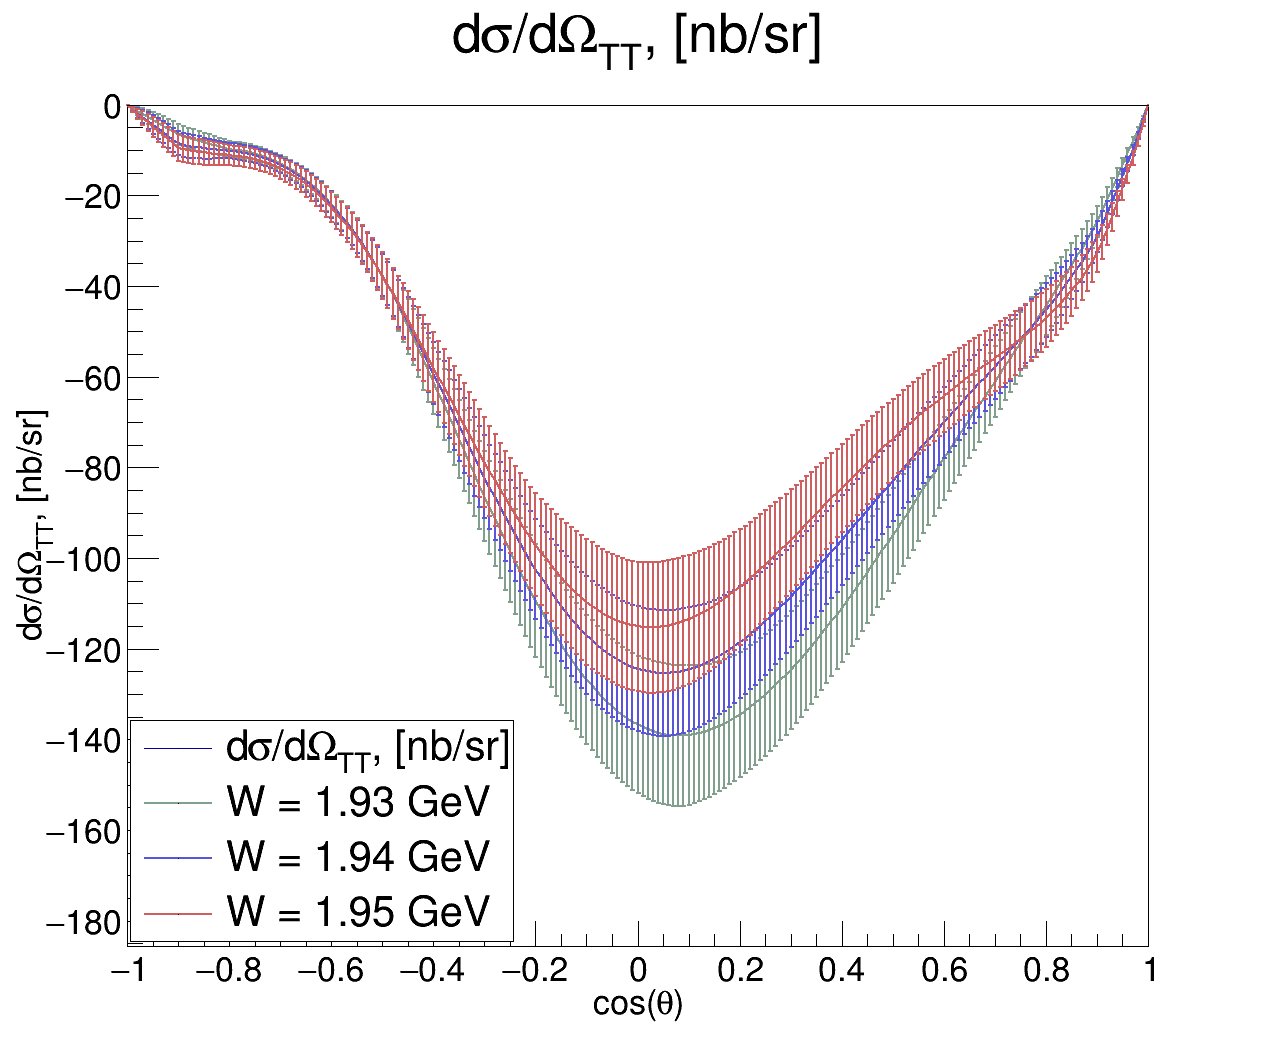 dσ/dΩTT, [nb/sr]
0
−20
−40
−60
−80
−100
−120
−140
−160
−180
dσ/dΩTT, [nb/sr]
dσ/dΩTT, [nb/sr]
W = 1.93 GeV
W = 1.94 GeV
W = 1.95 GeV
−1 −0.8 −0.6 −0.4 −0.2 0 0.2 0.4 0.6 0.8 1
cos(θ)